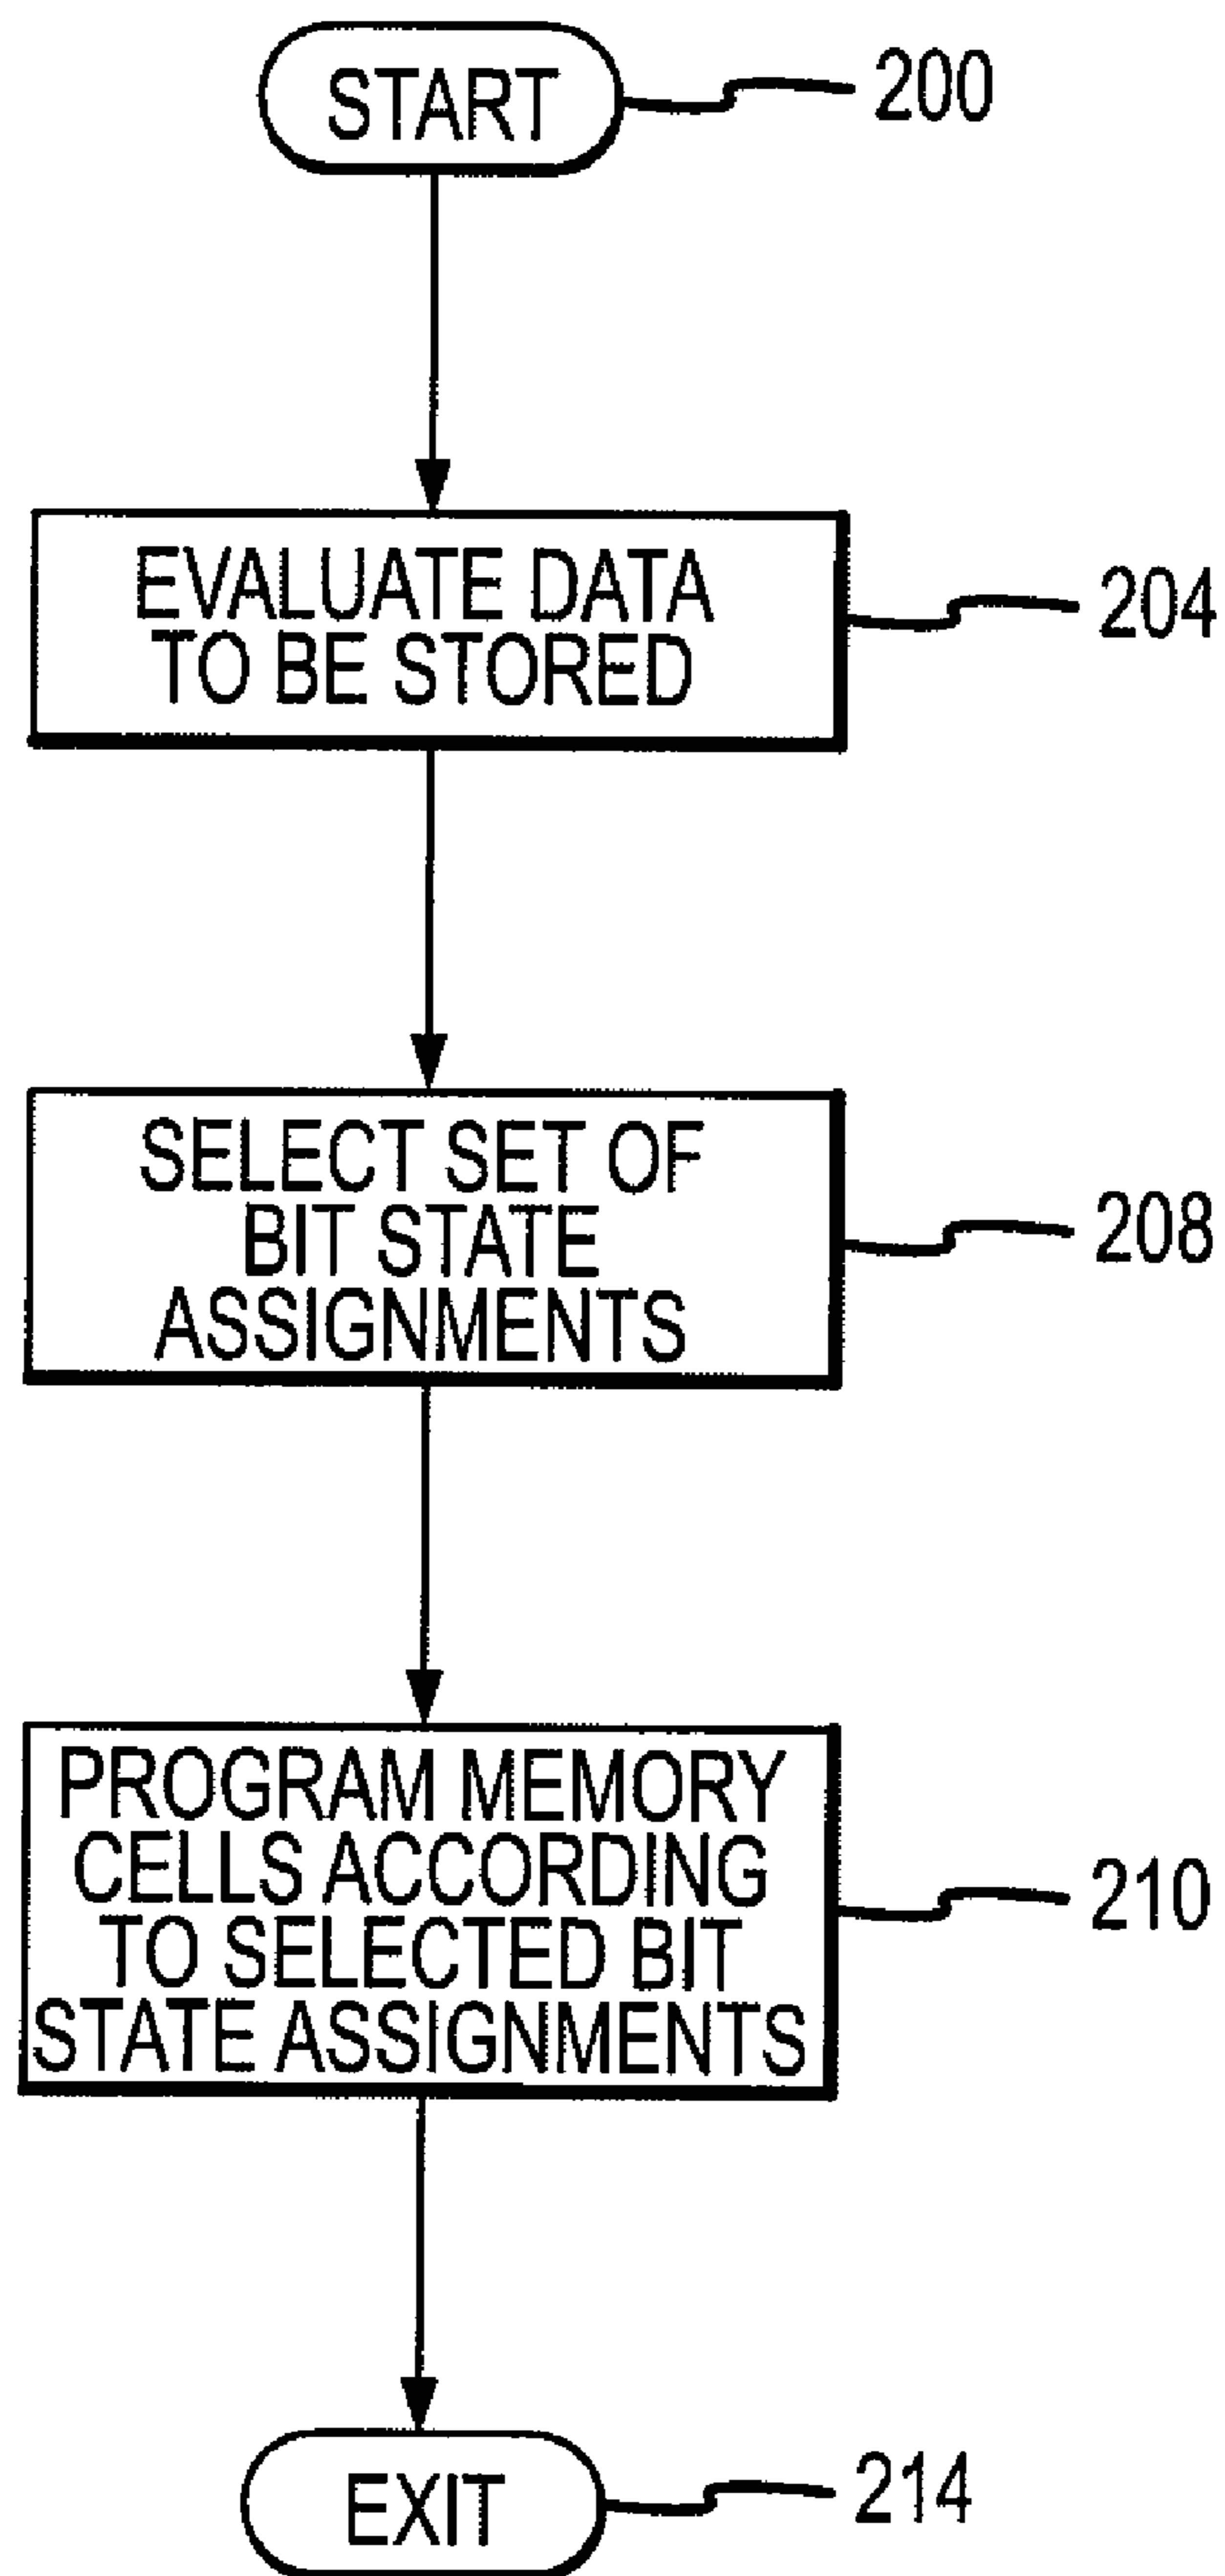 START
200
EVALUATE DATA
TO BE STORED
204
SELECT SET OF
BIT STATE
ASSIGNMENTS
208
PROGRAM MEMORY
CELLS ACCORDING
TO SELECTED BIT
STATE ASSIGNMENTS
210
EXIT
214